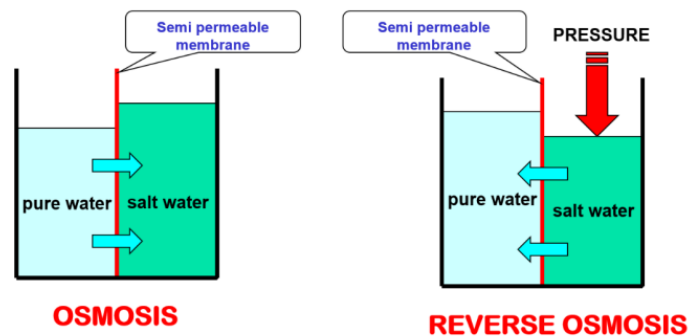 Semi permeable
membrane
pure water
salt water
OSMOSIS
Semi permeable
membrane
PRESSURE
pure water
salt water
REVERSE OSMOSIS